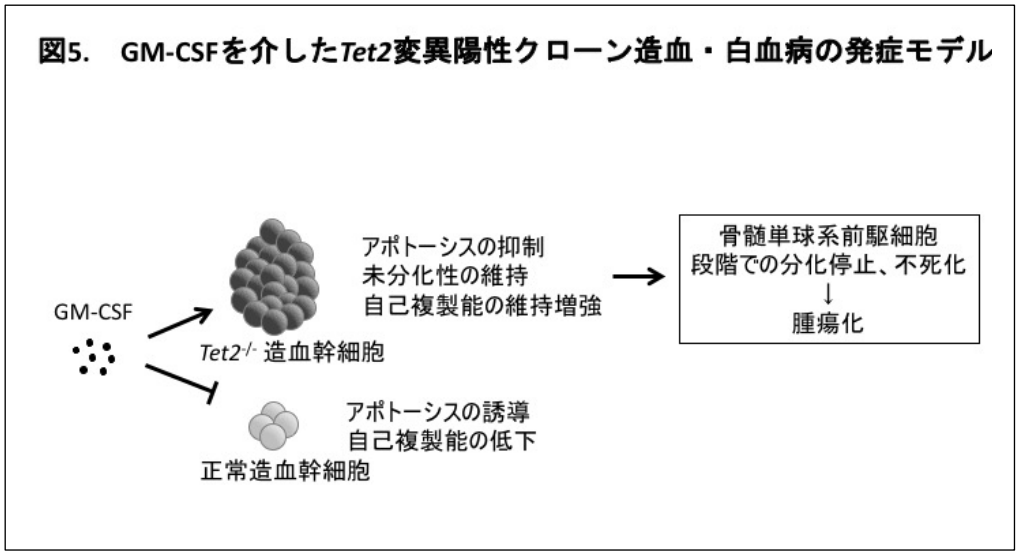 図5. GM-CSFを介したTet2変異陽性クローン造血・白血病の発症モデル
GM-CSF
アポトーシスの抑制
未分化性の維持
自己複製能の維持増強
Tet2-/- 造血幹細胞
アポトーシスの誘導
自己複製能の低下
正常造血幹細胞
骨髄単球系前駆細胞
段階での分化停止、不死化
↓
腫瘍化